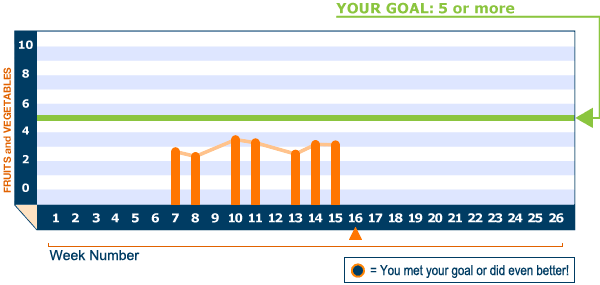 YOUR GOAL: 5 or more
FRUITS and VEGETABLES
10
8
6
4
2
0
1 2 3 4 5 6 7 8 9 10 11 12 13 14 15 16 17 18 19 20 21 22 23 24 25 26
Week Number
= You met your goal or did even better!